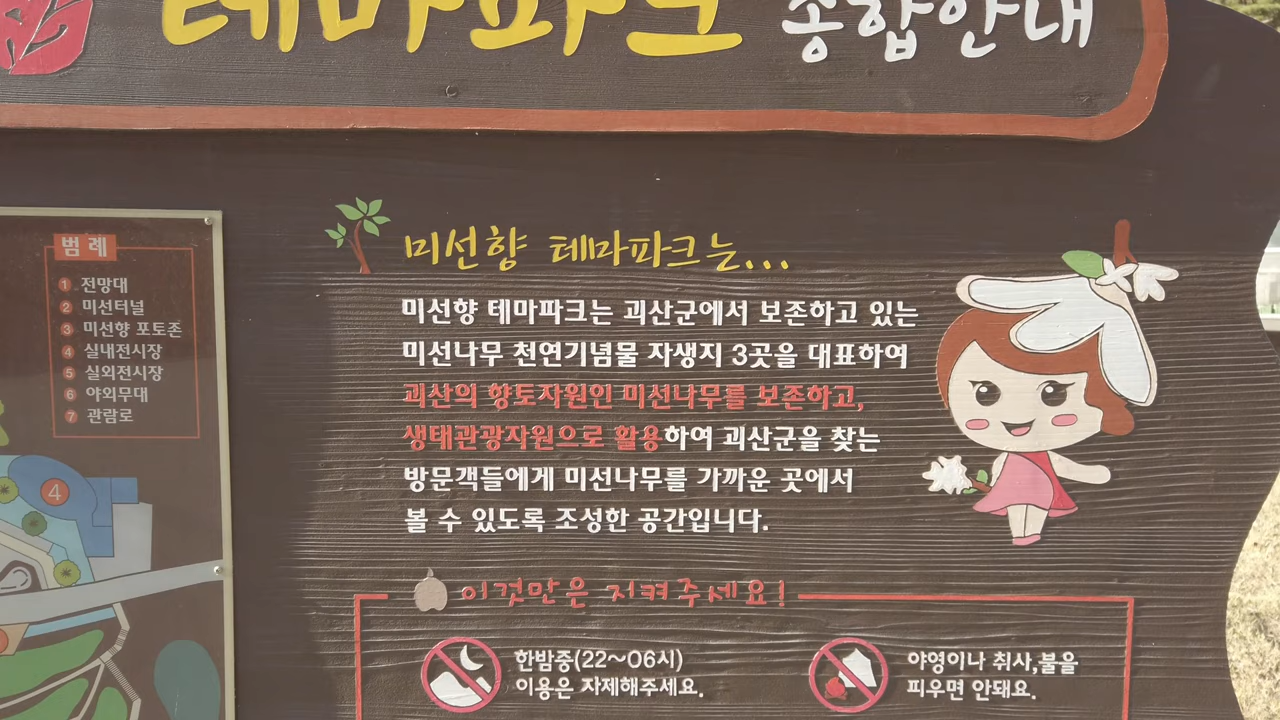 테마파크 종합안내
범례
1 전망대
2 미선터널
3 미선향 포토존
4 실내전시장
5 실외전시장
6 야외무대
7 관람로
4
미선향 테마파크는...
미선향 테마파크는 괴산군에서 보존하고 있는
미선나무 천연기념물 자생지 3곳을 대표하여
괴산의 향토자원인 미선나무를 보존하고,
생태관광자원으로 활용하여 괴산군을 찾는
방문객들에게 미선나무를 가까운 곳에서
볼 수 있도록 조성한 공간입니다.
이것만은 지켜주세요!
한밤중(22~06시)
이용은 자제해주세요.
야영이나 취사,불을
피우면 안돼요.